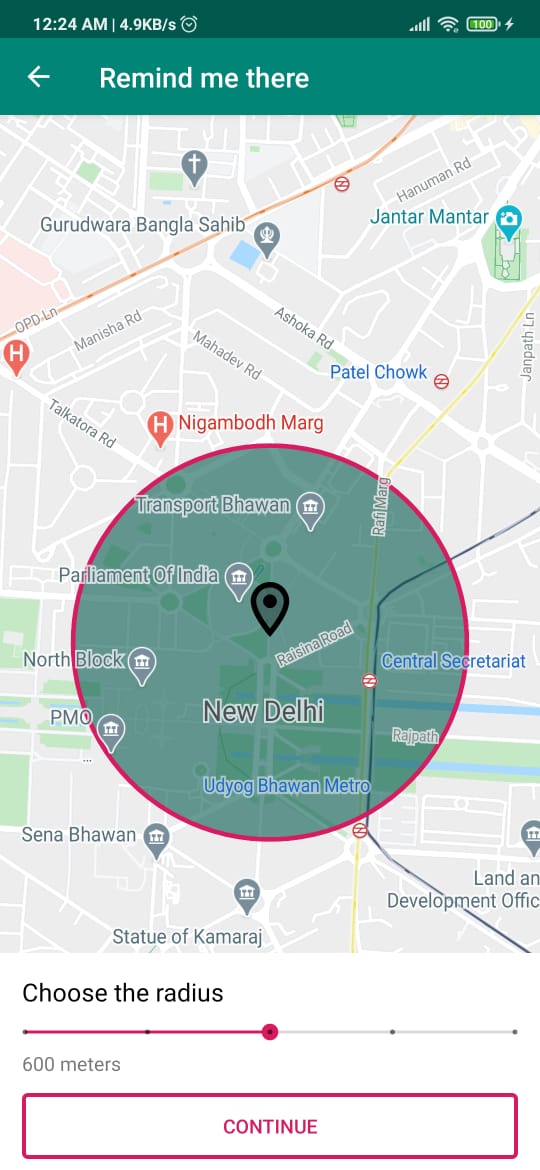 12:24 AM | 4.9KB/s
100
Remind me there
Hanuman Rd
Jantar Mantar
Gurudwara Bangla Sahib
OPD Ln
Manisha Rd
Ashoka Rd
Mahadev Rd
Janpath Ln
H
Patel Chowk
Talkatora Rd
H
Nigambodh Marg
Rafi Marg
Transport Bhawan
Parliament Of India
Raisina Road
North Block
Central Secretariat
PMO
...
New Delhi
Rajpath
Udyog Bhawan Metro
Sena Bhawan
Land an
Development Offic
Statue of Kamaraj
Choose the radius
600 meters
CONTINUE